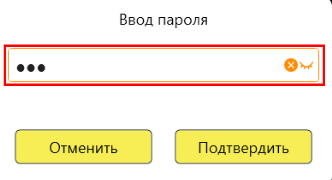 Ввод пароля
●●●
Отменить
Подтвердить